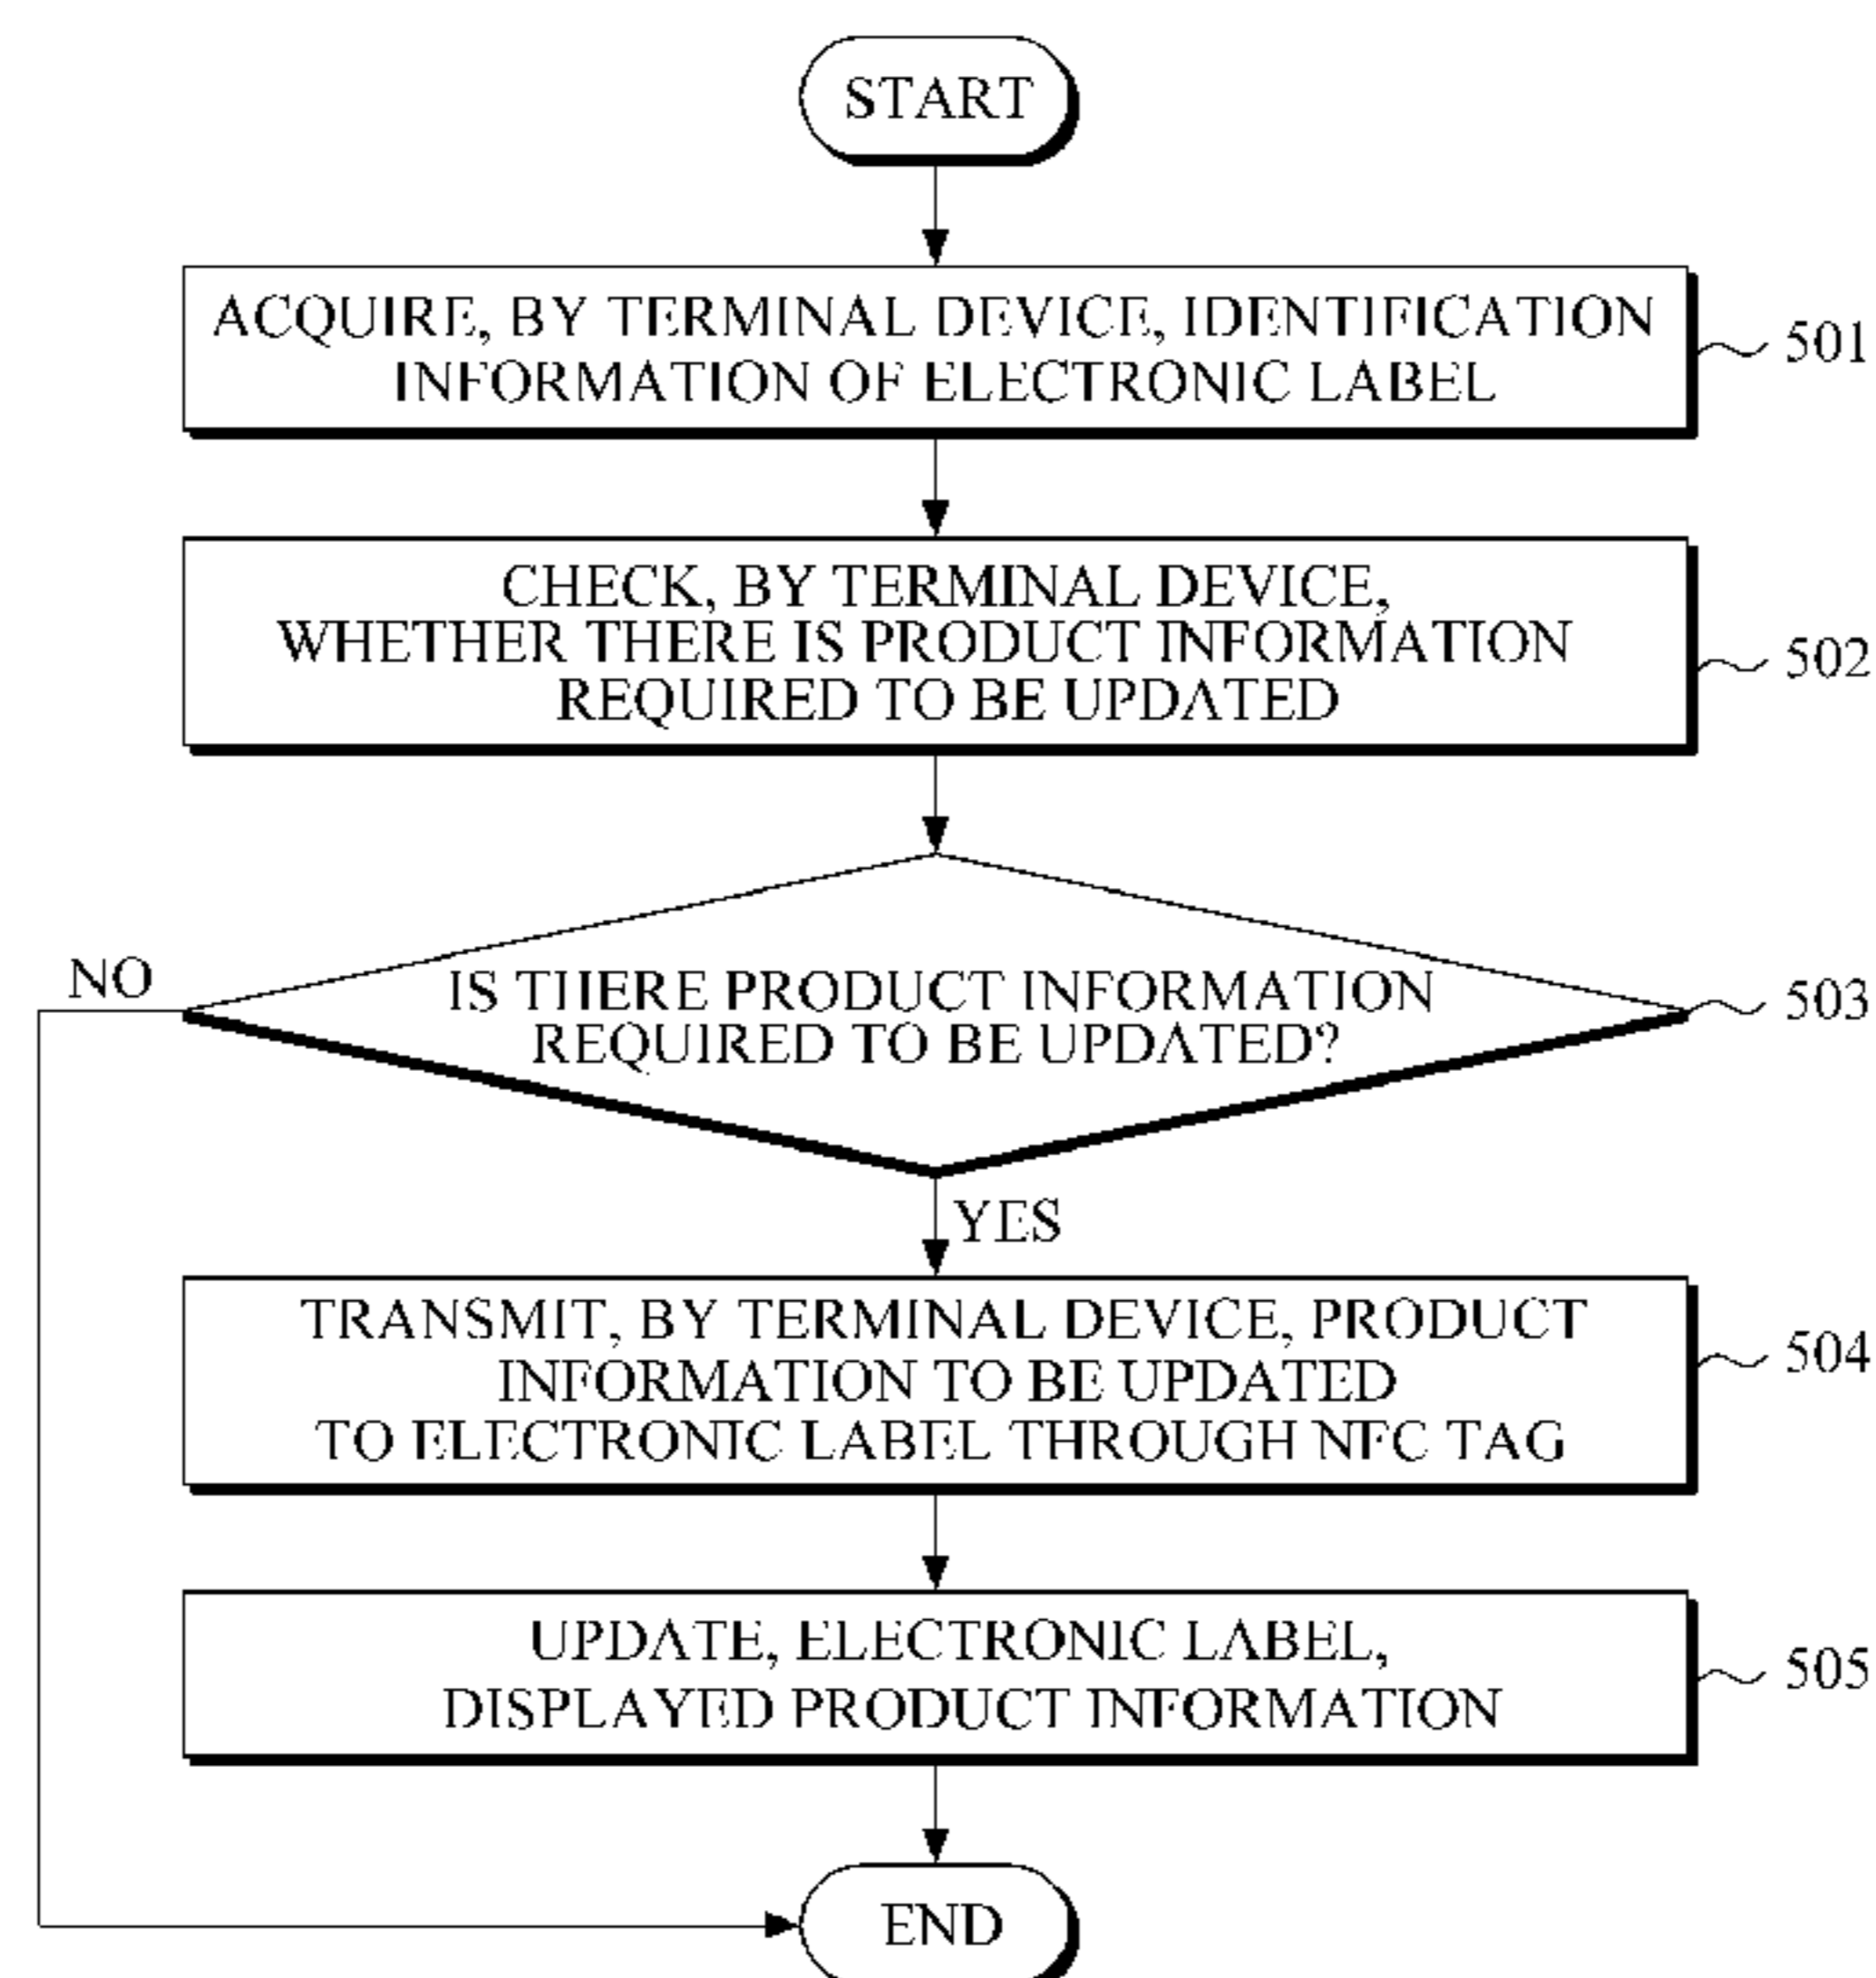 START
ACQUIRE, BY TERMINAL DEVICE, IDENTIFICATION
INFORMATION OF ELECTRONIC LABEL
501
CHECK, BY TERMINAL DEVICE,
WHETHER THERE IS PRODUCT INFORMATION
REQUIRED TO BE UPDATED
502
NO
IS THERE PRODUCT INFORMATION
REQUIRED TO BE UPDATED?
503
YES
TRANSMIT, BY TERMINAL DEVICE, PRODUCT
INFORMATION TO BE UPDATED
TO ELECTRONIC LABEL THROUGH NFC TAG
504
UPDATE, ELECTRONIC LABEL,
DISPLAYED PRODUCT INFORMATION
505
END